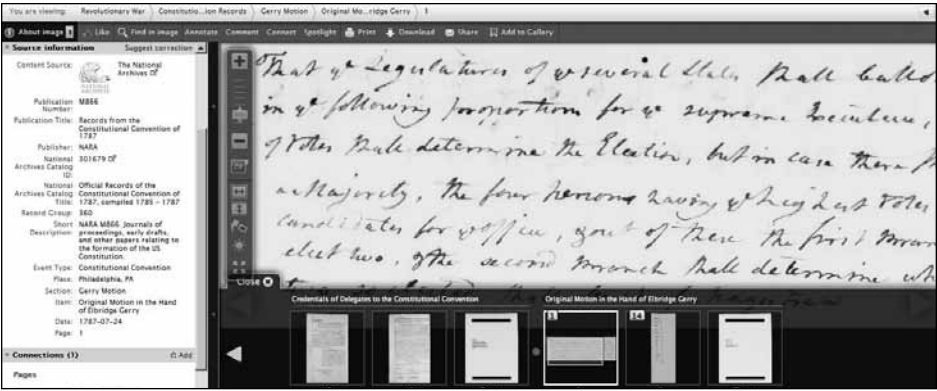 You are viewing: Revolutionary War Constitutio...ion Records Gerry Motion Original Mo...ridge Gerry 1
About image Like Find in image Annotate Comment Connect Spotlight Print Download Share Add to Gallery
Source information Suggest correction
Content Source: The National Archives
NATIONAL ARCHIVES
Publication Number: M866
Publication Title: Records from the Constitutional Convention of 1787
Publisher: NARA
National Archives Catalog ID: 301679
National Archives Catalog Title: Official Records of the Constitutional Convention of 1787, compiled 1785 - 1787
Record Group: 360
Short Description: NARA M866. Journals of proceedings, early drafts, and other papers relating to the formation of the US Constitution.
Event Type: Constitutional Convention
Place: Philadelphia, PA
Section: Gerry Motion
Item: Original Motion in the Hand of Elbridge Gerry
Date: 1787-07-24
Page: 1
Connections (1) Add
Pages
That ye Legislatures of ye several States shall ballo
in ye following proportions for ye supreme
of Votes shall determine the Election, but in case there
a Majority, the four persons having ye highest Votes
candidates for ye office, & out of these the first
elect two, & the second branch shall determine
Close
Credentials of Delegates to the Constitutional Convention
Original Motion in the Hand of Elbridge Gerry
1
14